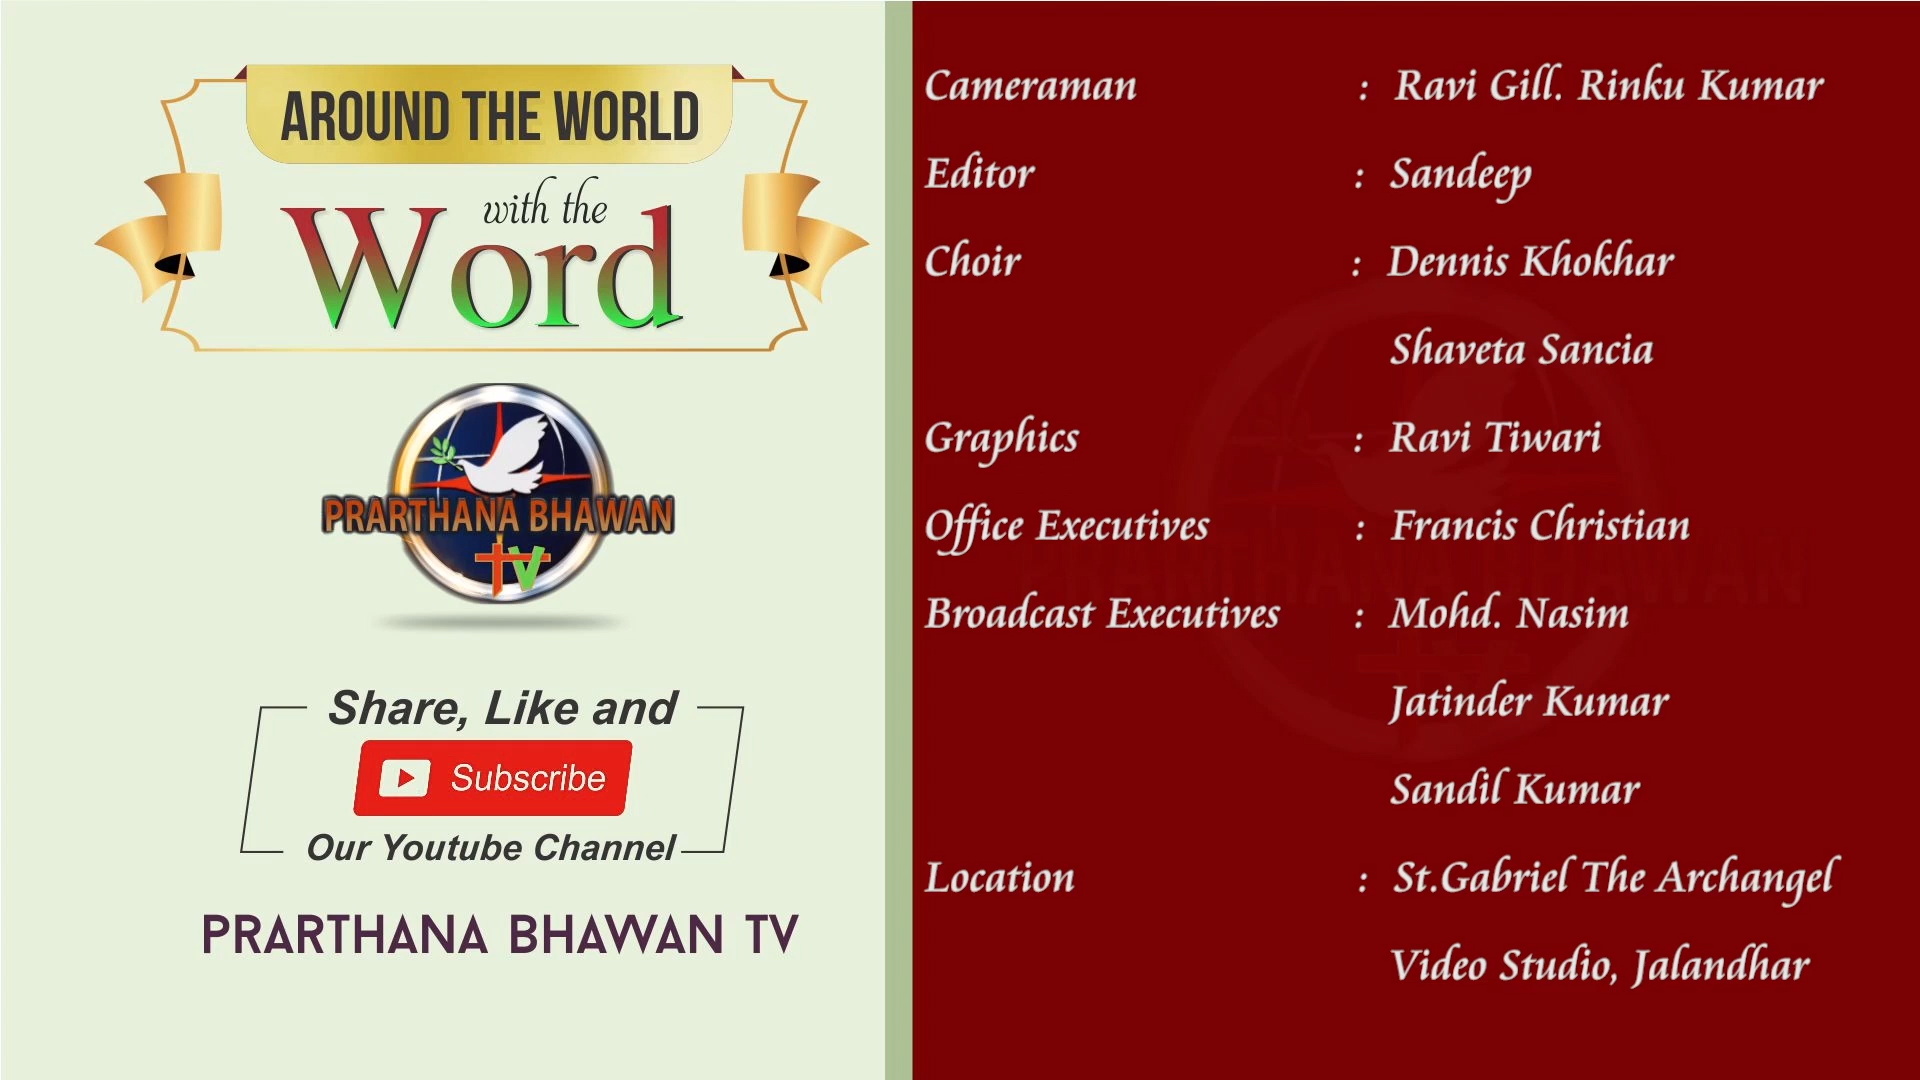 AROUND THE WORLD
with the
Word
PRARTHANA BHAWAN
TV
Share, Like and
Subscribe
Our Youtube Channel
PRARTHANA BHAWAN TV
Cameraman : Ravi Gill. Rinku Kumar
Editor : Sandeep
Choir : Dennis Khokhar
Shaveta Sancia
Graphics : Ravi Tiwari
Office Executives : Francis Christian
Broadcast Executives : Mohd. Nasim
Jatinder Kumar
Sandil Kumar
Location : St.Gabriel The Archangel
Video Studio, Jalandhar
PRARTHANA BHAWAN